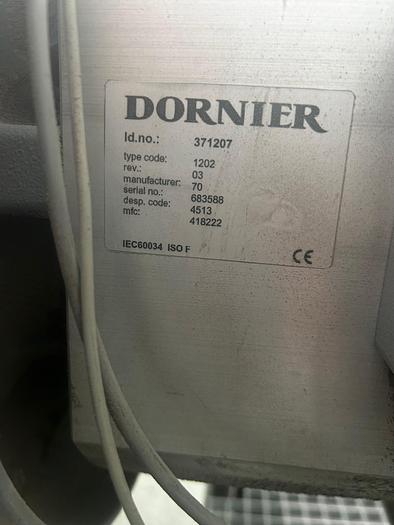 DORNIER
Id.no.: 371207
type code: 1202
rev.: 03
manufacturer: 70
serial no.: 683588
desp. code: 4513
mfc: 418222
IEC60034 ISO F CE